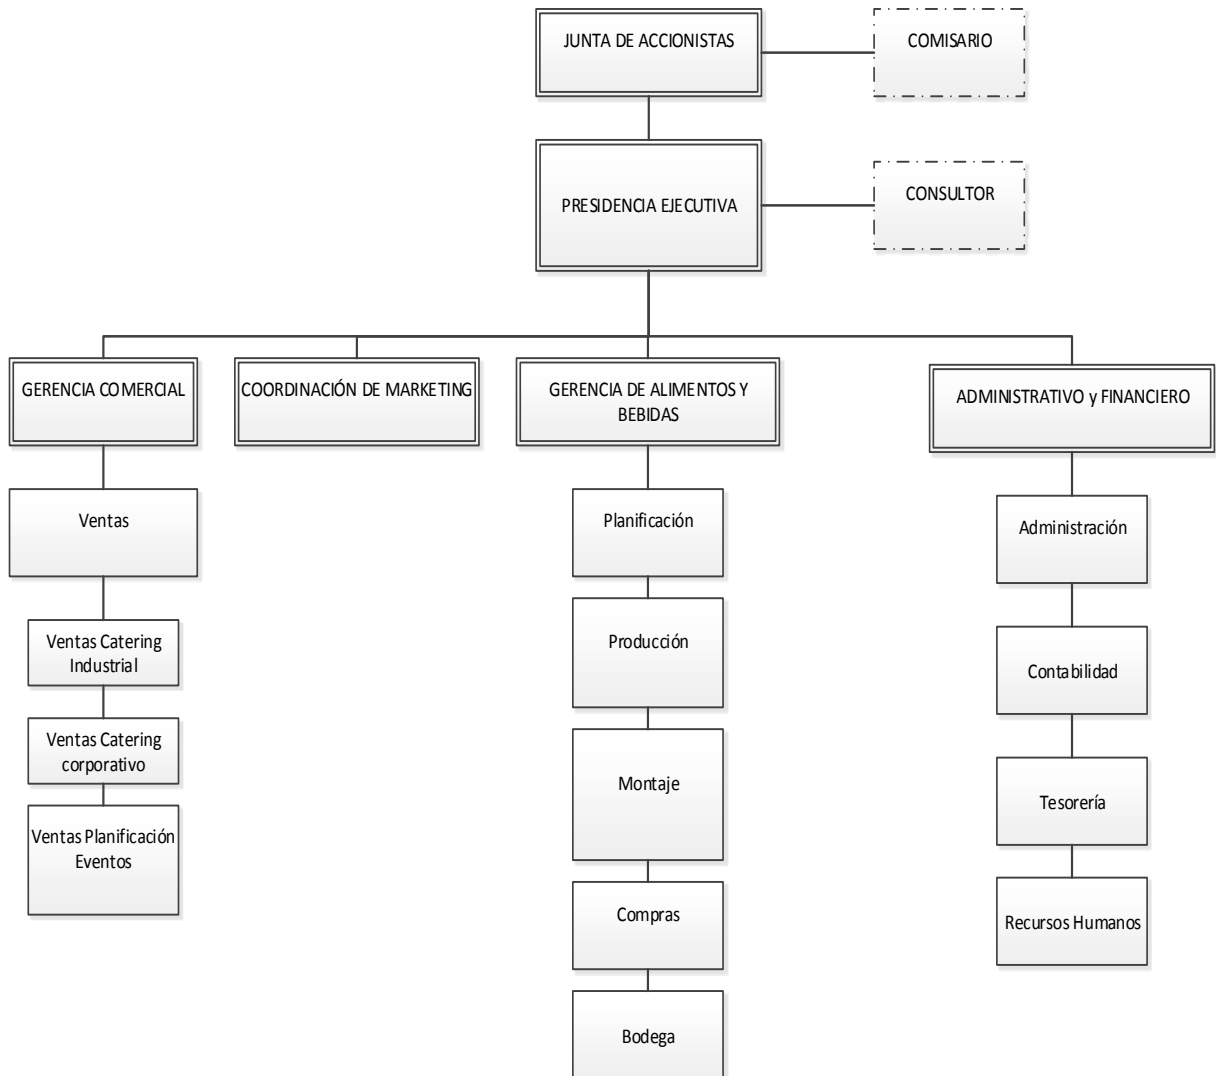 JUNTA DE ACCIONISTAS
COMISARIO
PRESIDENCIA EJECUTIVA
CONSULTOR
GERENCIA COMERCIAL
COORDINACIÓN DE MARKETING
GERENCIA DE ALIMENTOS Y
BEBIDAS
ADMINISTRATIVO y FINANCIERO
Ventas
Ventas Catering
Industrial
Ventas Catering
corporativo
Ventas Planificación
Eventos
Planificación
Producción
Montaje
Compras
Bodega
Administración
Contabilidad
Tesorería
Recursos Humanos